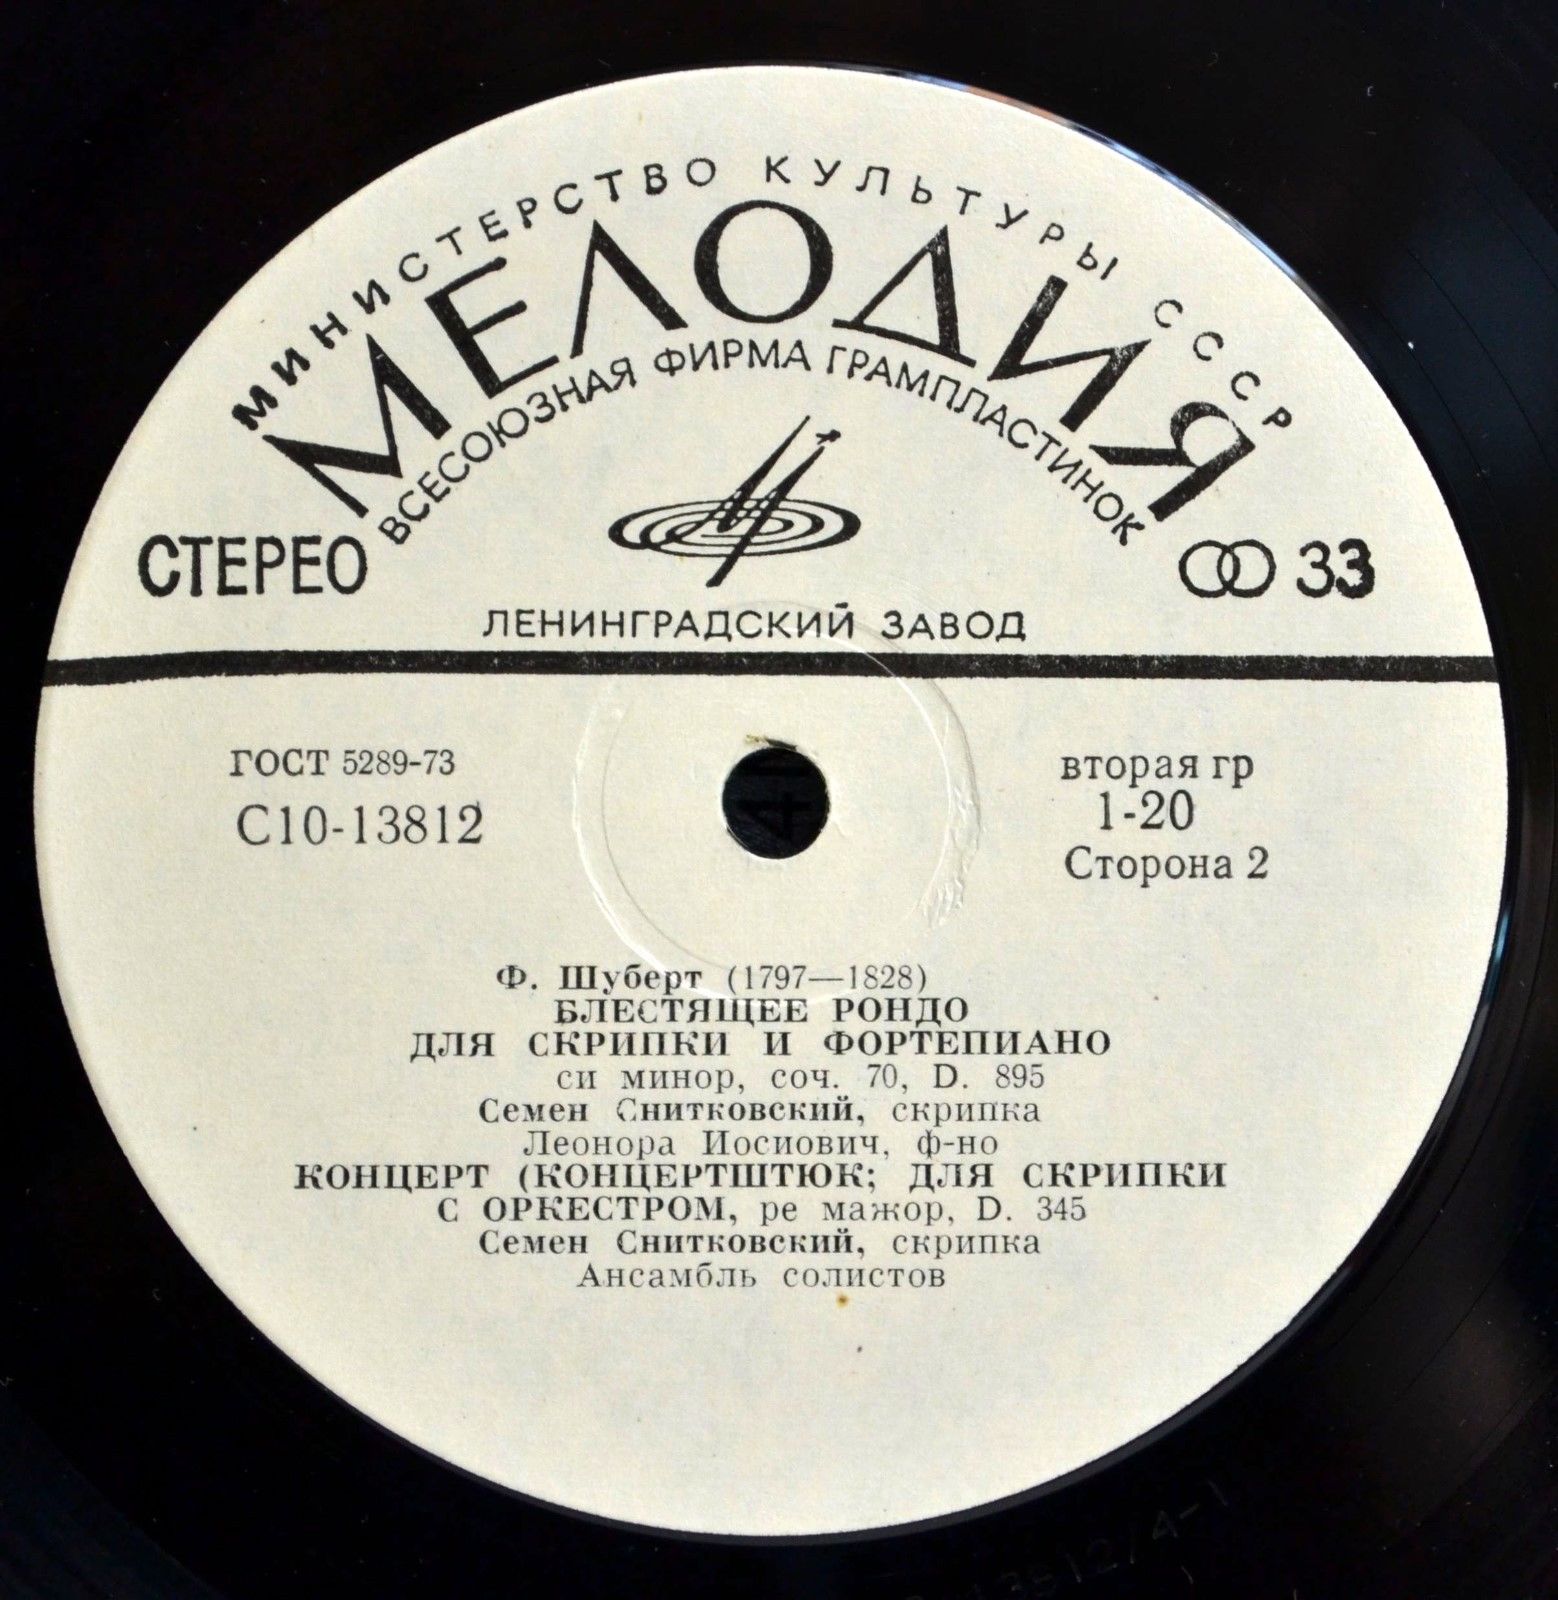 МИНИСТЕРСТВО КУЛЬТУРЫ СССР
МЕЛОДИЯ
ВСЕСОЮЗНАЯ ФИРМА ГРАМПЛАСТИНОК
СТЕРЕО
33
ЛЕНИНГРАДСКИЙ ЗАВОД
ГОСТ 5289-73
С10-13812
вторая гр
1-20
Сторона 2
Ф. Шуберт (1797—1828)
БЛЕСТЯЩЕЕ РОНДО
ДЛЯ СКРИПКИ И ФОРТЕПИАНО
си минор, соч. 70, D. 895
Семен Снитковский, скрипка
Леонора Иосиович, ф-но
КОНЦЕРТ (КОНЦЕРТШТЮК; ДЛЯ СКРИПКИ
С ОРКЕСТРОМ, ре мажор, D. 345
Семен Снитковский, скрипка
Ансамбль солистов